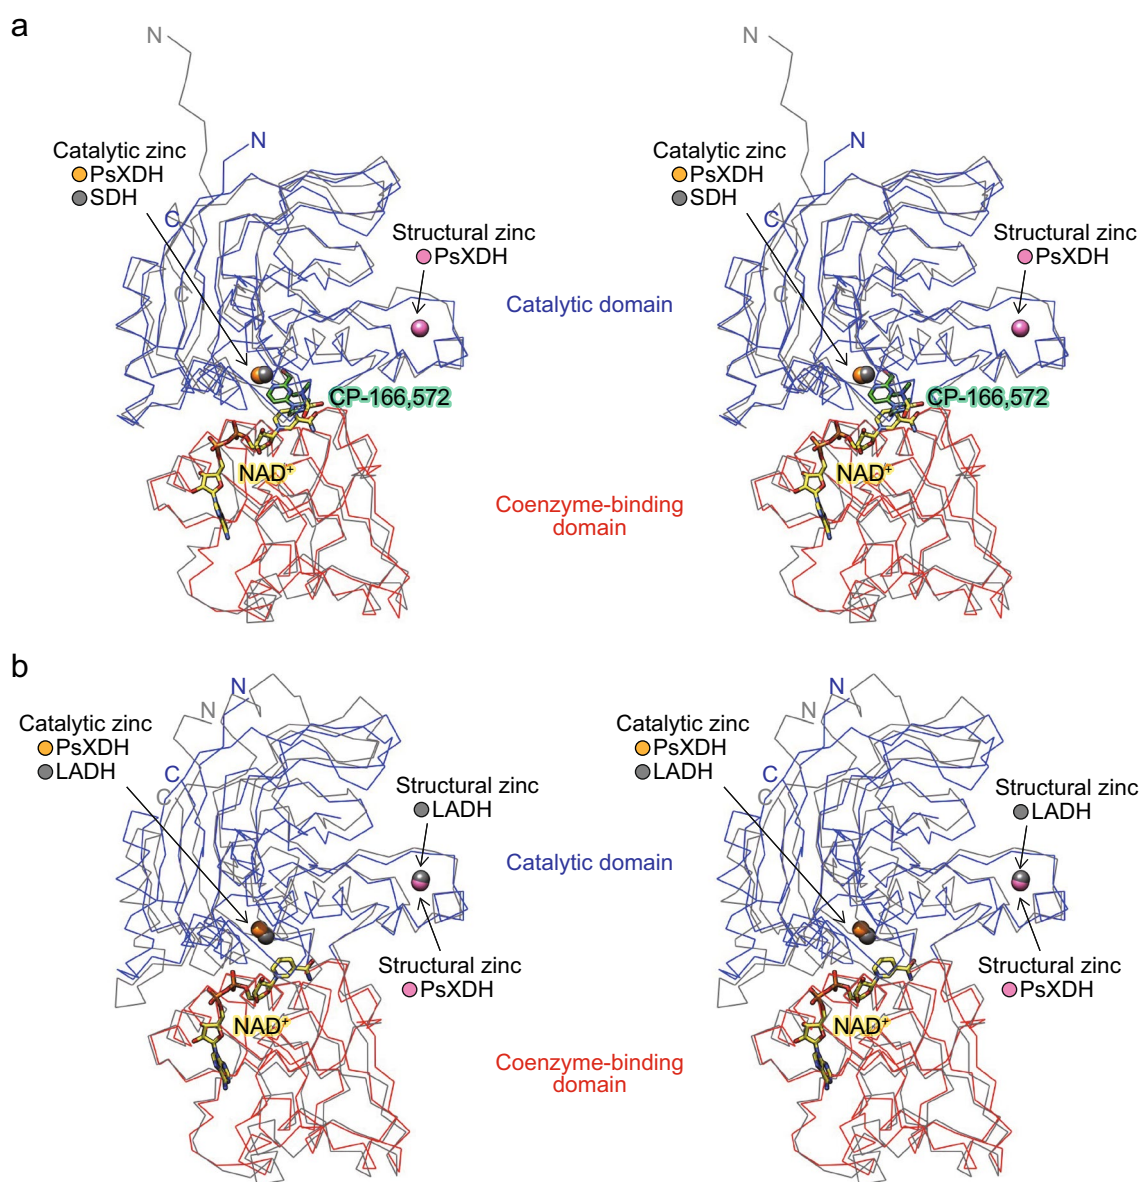 a
N
N
Catalytic zinc
PsXDH
SDH
C
Structural zinc
PsXDH
C
Catalytic domain
CP-166,572
NAD+
Coenzyme-binding
domain
N
N
Catalytic zinc
PsXDH
SDH
C
Structural zinc
PsXDH
C
CP-166,572
NAD+
b
N
N
Catalytic zinc
PsXDH
LADH
C
C
Structural zinc
LADH
Catalytic domain
Structural zinc
PsXDH
NAD+
Coenzyme-binding
domain
N
N
Catalytic zinc
PsXDH
LADH
C
C
Structural zinc
LADH
Structural zinc
PsXDH
NAD+